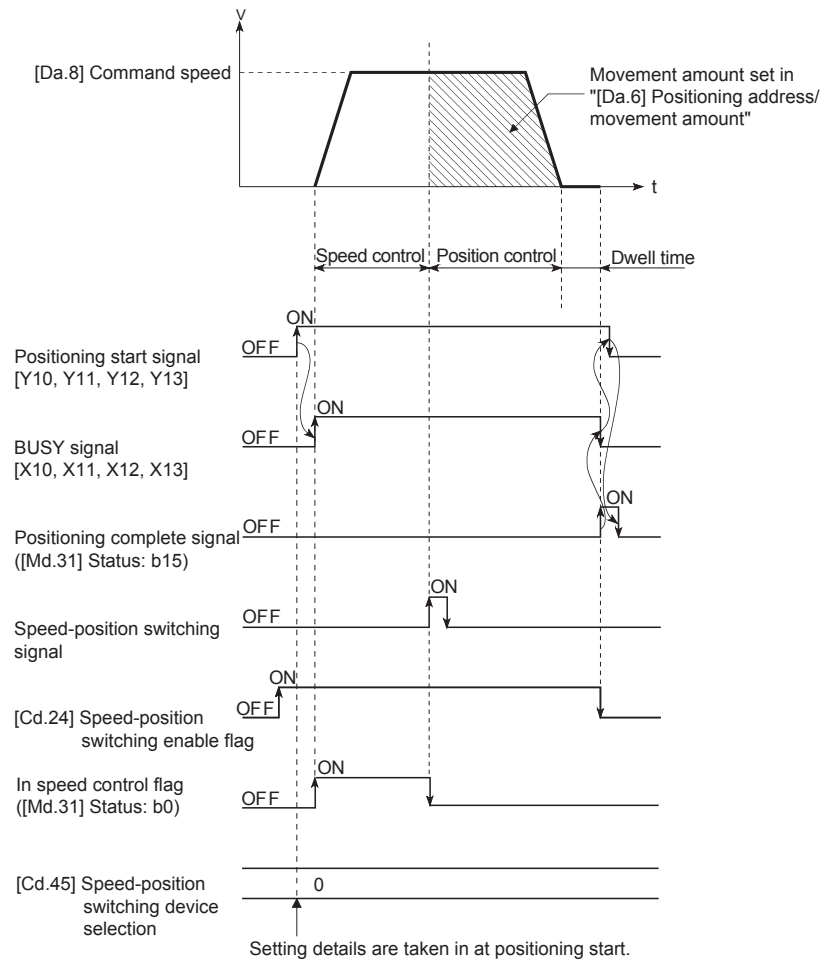 V
[Da.8] Command speed
Movement amount set in
"[Da.6] Positioning address/
movement amount"
t
Speed control
Position control
Dwell time
ON
Positioning start signal
[Y10, Y11, Y12, Y13]
OFF
ON
BUSY signal
[X10, X11, X12, X13]
OFF
ON
Positioning complete signal
([Md.31] Status: b15)
OFF
ON
Speed-position switching
signal
OFF
ON
[Cd.24] Speed-position
switching enable flag
OFF
ON
In speed control flag
([Md.31] Status: b0)
OFF
[Cd.45] Speed-position
switching device
selection
0
Setting details are taken in at positioning start.